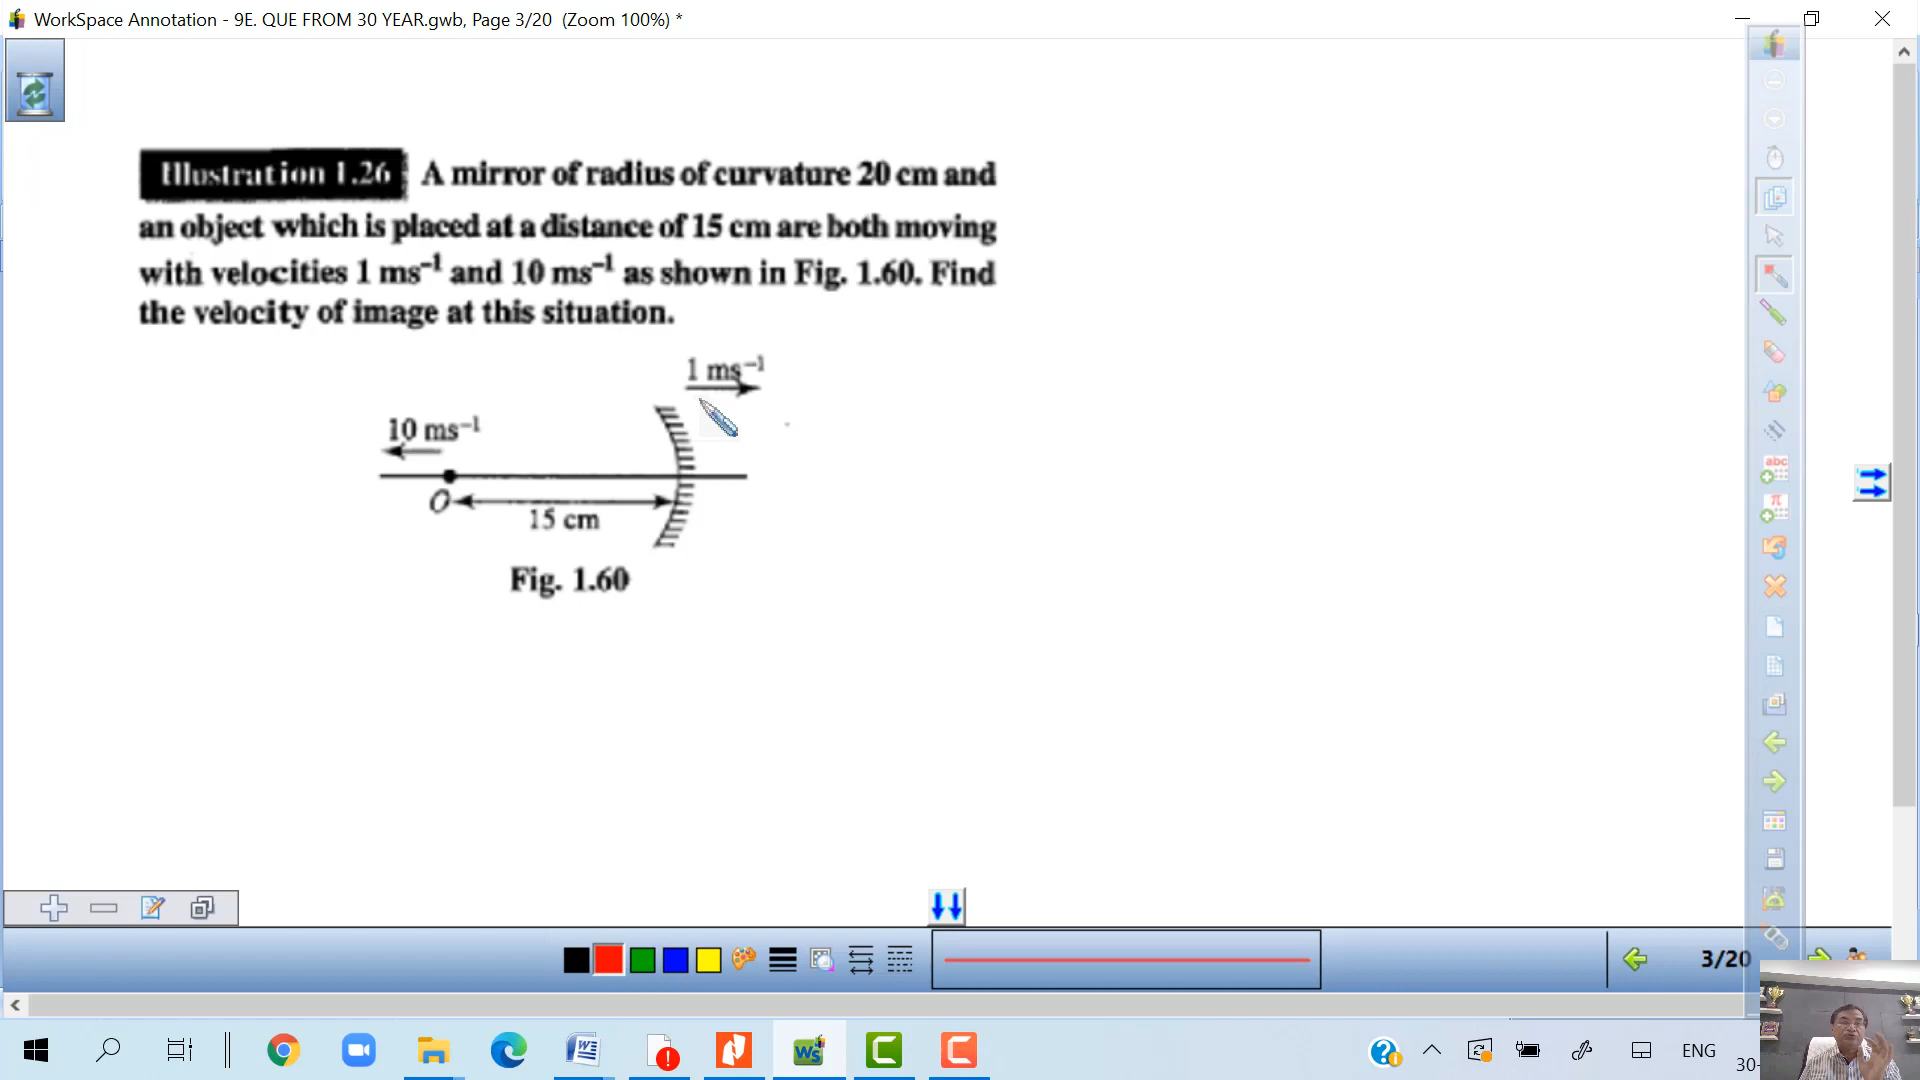 WorkSpace Annotation - 9E. QUE FROM 30 YEAR.gwb, Page 3/20 (Zoom 100%) *
Illustration 1.26 A mirror of radius of curvature 20 cm and
an object which is placed at a distance of 15 cm are both moving
with velocities 1 ms⁻¹ and 10 ms⁻¹ as shown in Fig. 1.60. Find
the velocity of image at this situation.
1 ms⁻¹
10 ms⁻¹
O
15 cm
Fig. 1.60
abc
π
3/20
W
WS
ENG
30-